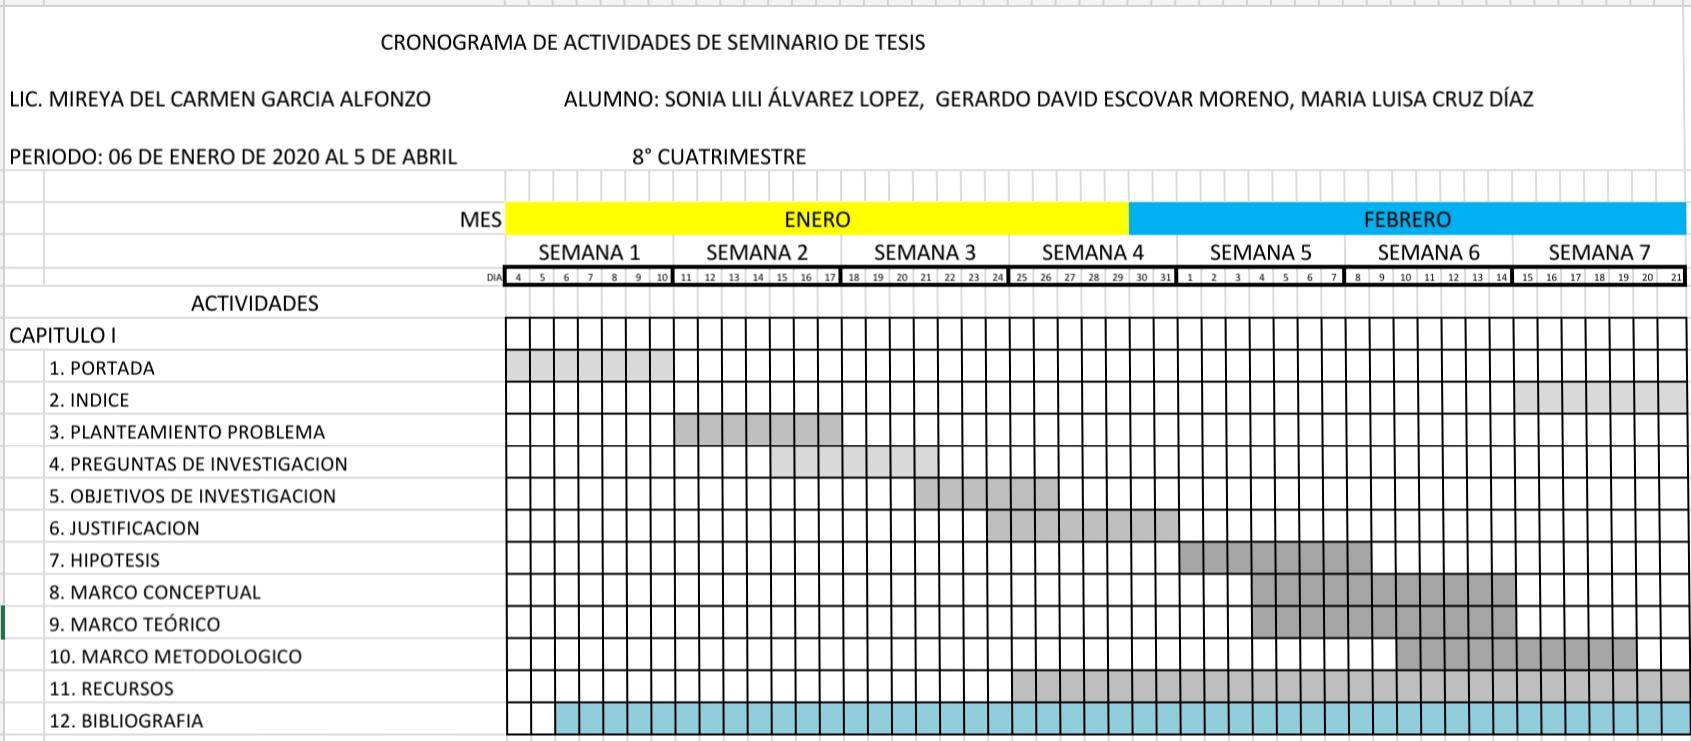 CRONOGRAMA DE ACTIVIDADES DE SEMINARIO DE TESIS
LIC. MIREYA DEL CARMEN GARCIA ALFONZO ALUMNO: SONIA LILI ÁLVAREZ LOPEZ, GERARDO DAVID ESCOVAR MORENO, MARIA LUISA CRUZ DÍAZ
PERIODO: 06 DE ENERO DE 2020 AL 5 DE ABRIL 8° CUATRIMESTRE
MES ENERO FEBRERO
SEMANA 1 SEMANA 2 SEMANA 3 SEMANA 4 SEMANA 5 SEMANA 6 SEMANA 7
DIA 4 5 6 7 8 9 10 11 12 13 14 15 16 17 18 19 20 21 22 23 24 25 26 27 28 29 30 31 1 2 3 4 5 6 7 8 9 10 11 12 13 14 15 16 17 18 19 20 21
ACTIVIDADES
CAPITULO I
1. PORTADA
2. INDICE
3. PLANTEAMIENTO PROBLEMA
4. PREGUNTAS DE INVESTIGACION
5. OBJETIVOS DE INVESTIGACION
6. JUSTIFICACION
7. HIPOTESIS
8. MARCO CONCEPTUAL
9. MARCO TEÓRICO
10. MARCO METODOLOGICO
11. RECURSOS
12. BIBLIOGRAFIA